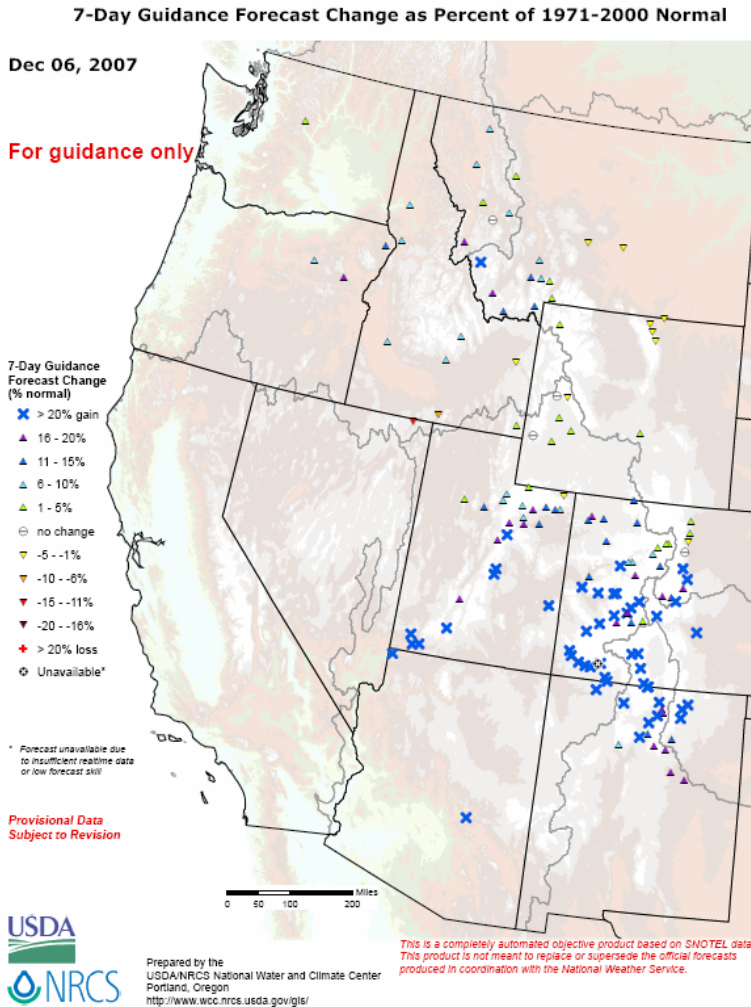 7-Day Guidance Forecast Change as Percent of 1971-2000 Normal
Dec 06, 2007
For guidance only
7-Day Guidance
Forecast Change
(% normal)
> 20% gain
16 - 20%
11 - 15%
6 - 10%
1 - 5%
no change
-5 - -1%
-10 - -6%
-15 - -11%
-20 - -16%
> 20% loss
Unavailable*
* Forecast unavailable due
to insufficient realtime data
or low forecast skill
Provisional Data
Subject to Revision
Miles
0 50 100 200
USDA
NRCS
Prepared by the
USDA/NRCS National Water and Climate Center
Portland, Oregon
http://www.wcc.nrcs.usda.gov/gis/
This is a completely automated objective product based on SNOTEL data
This product is not meant to replace or supersede the official forecasts
produced in coordination with the National Weather Service.